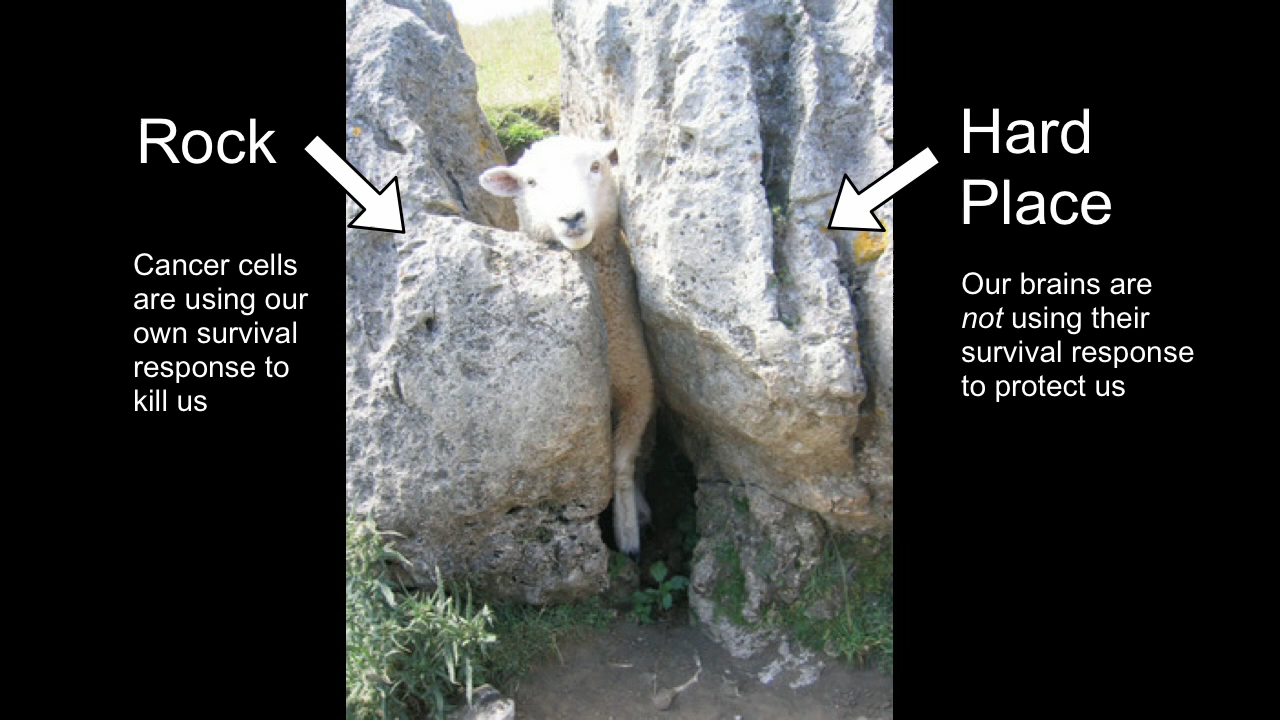 Rock
Cancer cells
are using our
own survival
response to
kill us
Hard
Place
Our brains are
not using their
survival response
to protect us